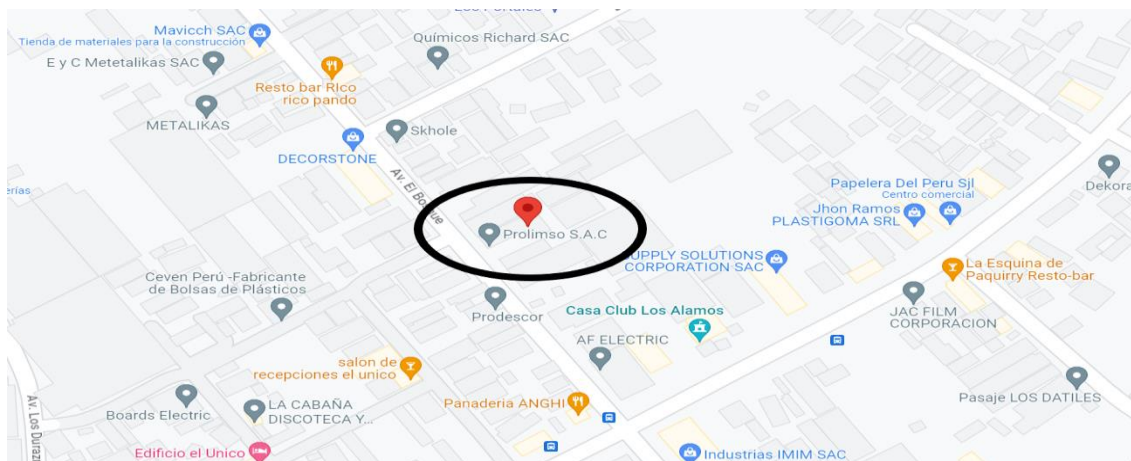 Mavicch SAC
Tienda de materiales para la construcción
E y C Metetalikas SAC
Químicos Richard SAC
Resto bar RIco
rico pando
METALIKAS
Skhole
DECORSTONE
Av. El Bosque
Papelera Del Peru Sjl
Centro comercial
Dekora
Jhon Ramos
PLASTIGOMA SRL
Prolimso S.A.C
SUPPLY SOLUTIONS
CORPORATION SAC
La Esquina de
Paquirry Resto-bar
Ceven Perú -Fabricante
de Bolsas de Plásticos
Prodescor
Casa Club Los Alamos
JAC FILM
CORPORACION
AF ELECTRIC
salon de
recepciones el unico
Panaderia ANGHI
Pasaje LOS DATILES
Boards Electric
LA CABAÑA
DISCOTECA Y...
Av. Los Durazn
Edificio el Unico
Industrias IMIM SAC